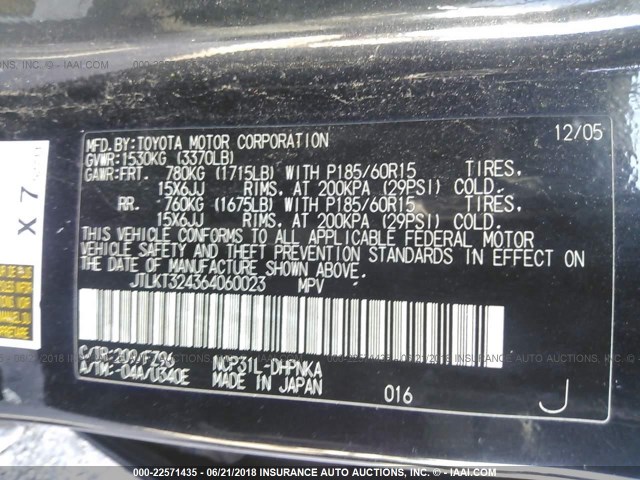 © Copyright - IAAI.com
MFD.BY:TOYOTA MOTOR CORPORATION 12/05
GVWR:1530KG (3370LB)
GAWR:FRT. 780KG (1715LB) WITH P185/60R15 TIRES,
15X6JJ RIMS, AT 200KPA (29PSI) COLD.
RR. 760KG (1675LB) WITH P185/60R15 TIRES,
15X6JJ RIMS, AT 200KPA (29PSI) COLD.
THIS VEHICLE CONFORMS TO ALL APPLICABLE FEDERAL MOTOR
VEHICLE SAFETY AND THEFT PREVENTION STANDARDS IN EFFECT ON
THE DATE OF MANUFACTURE SHOWN ABOVE.
JTLKT324364060023 MPV
C/TR:209/FZ96 NCP31L-DHPNKA
A/TM:-04A/U340E MADE IN JAPAN
016 J
X 7
000-22571435 - 06/21/2018 - INSURANCE AUTO AUCTIONS - IAAI.COM